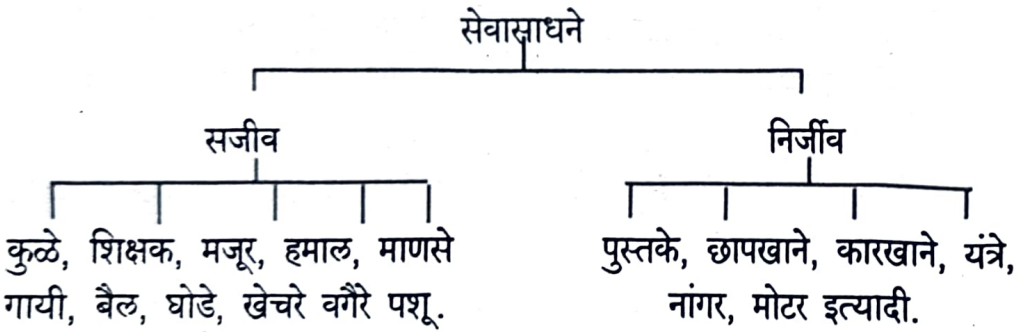 सेवासाधने
सजीव निर्जीव
कुळे, शिक्षक, मजूर, हमाल, माणसे पुस्तके, छापखाने, कारखाने, यंत्रे,
गायी, बैल, घोडे, खेचरे वगैरे पशू. नांगर, मोटर इत्यादी.